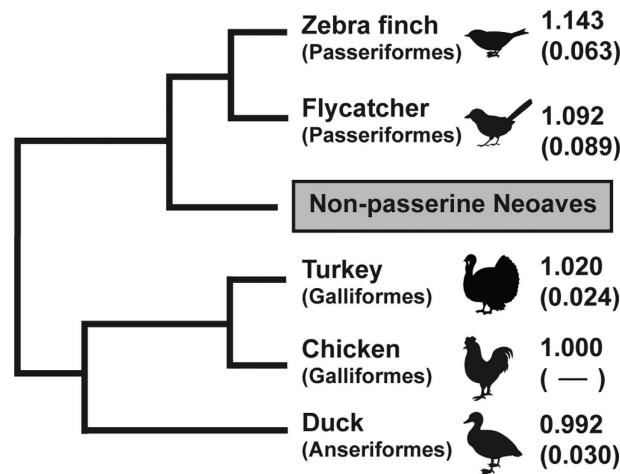 Zebra finch 1.143
(Passeriformes) (0.063)
Flycatcher 1.092
(Passeriformes) (0.089)
Non-passerine Neoaves
Turkey 1.020
(Galliformes) (0.024)
Chicken 1.000
(Galliformes) ( — )
Duck 0.992
(Anseriformes) (0.030)